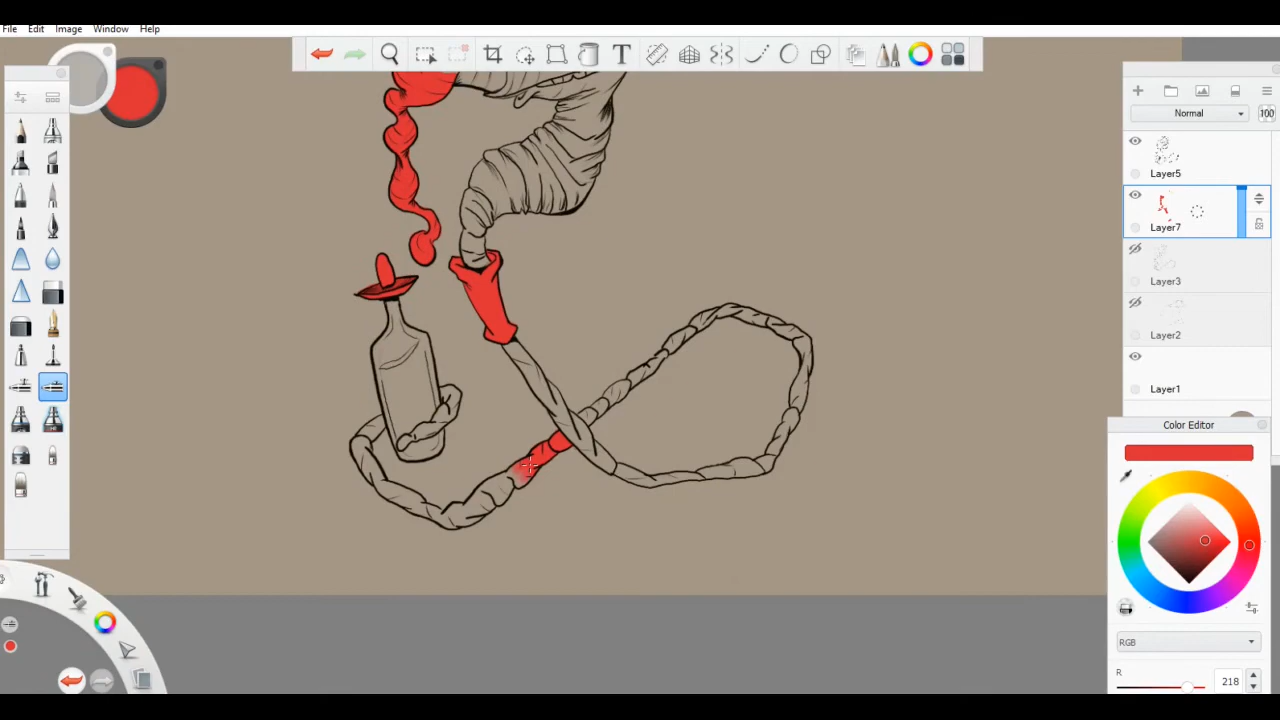 File Edit Image Window Help
Normal 100
Layer5
Layer7
Layer3
Layer2
Layer1
Color Editor
RGB
R 218